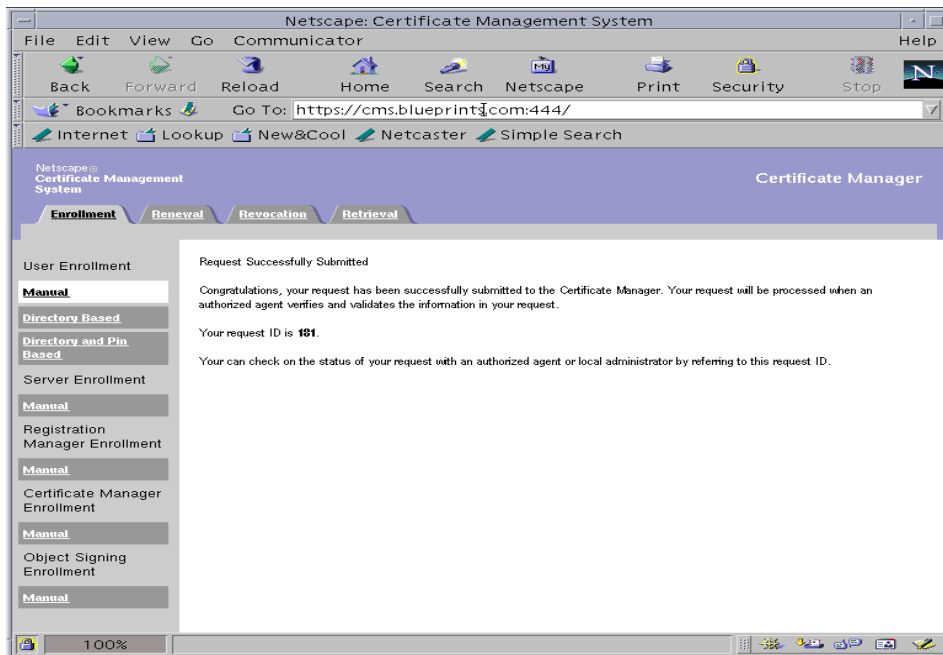 Netscape: Certificate Management System
File Edit View Go Communicator Help
Back Forward Reload Home Search Netscape Print Security Stop
My
N
Bookmarks Go To: https://cms.blueprints.com:444/
Internet Lookup New&Cool Netcaster Simple Search
Netscape®
Certificate Management
System
Certificate Manager
Enrollment Renewal Revocation Retrieval
User Enrollment
Manual
Directory Based
Directory and Pin
Based
Server Enrollment
Manual
Registration
Manager Enrollment
Manual
Certificate Manager
Enrollment
Manual
Object Signing
Enrollment
Manual
Request Successfully Submitted
Congratulations, your request has been successfully submitted to the Certificate Manager. Your request will be processed when an
authorized agent verifies and validates the information in your request.
Your request ID is 181.
Your can check on the status of your request with an authorized agent or local administrator by referring to this request ID.
100%